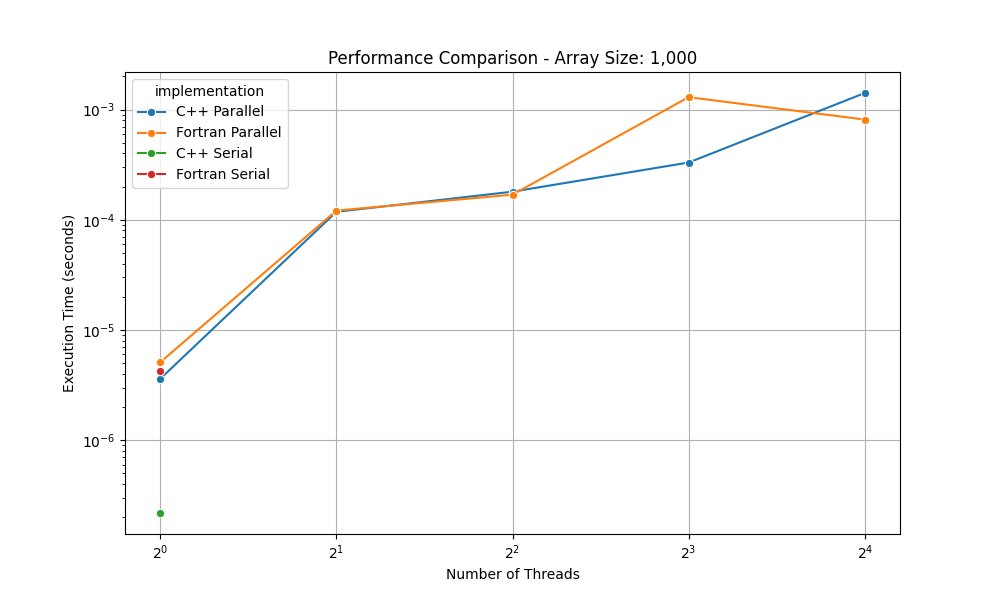 Performance Comparison - Array Size: 1,000
implementation
C++ Parallel
Fortran Parallel
C++ Serial
Fortran Serial
10⁻³
10⁻⁴
10⁻⁵
10⁻⁶
Execution Time (seconds)
2⁰ 2¹ 2² 2³ 2⁴
Number of Threads